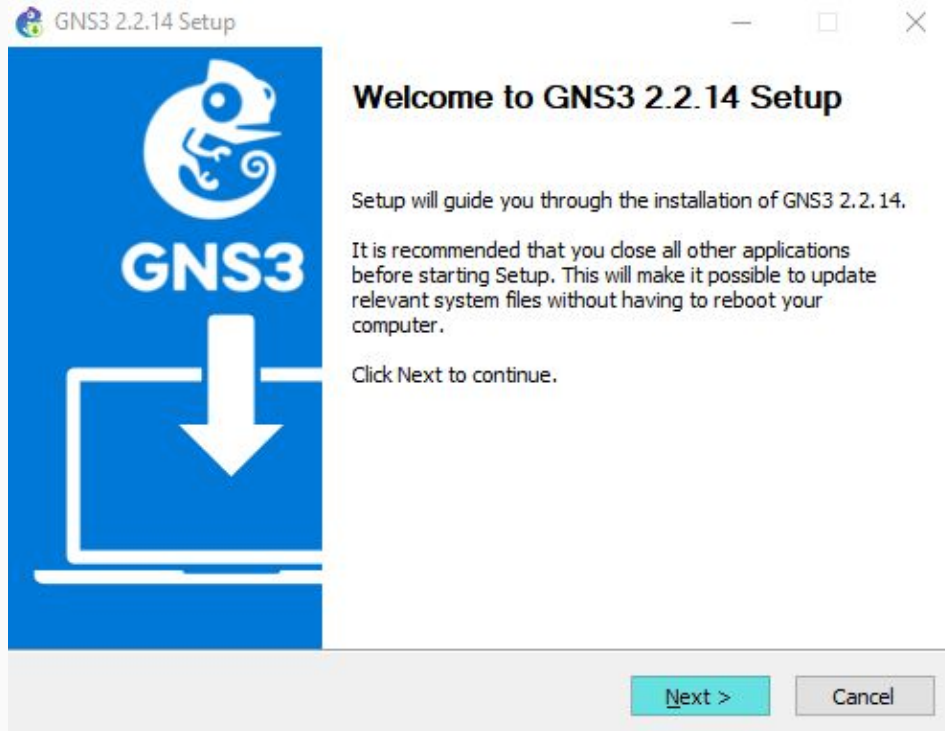 GNS3 2.2.14 Setup
Welcome to GNS3 2.2.14 Setup
GNS3
Setup will guide you through the installation of GNS3 2.2.14.
It is recommended that you close all other applications
before starting Setup. This will make it possible to update
relevant system files without having to reboot your
computer.
Click Next to continue.
Next >
Cancel